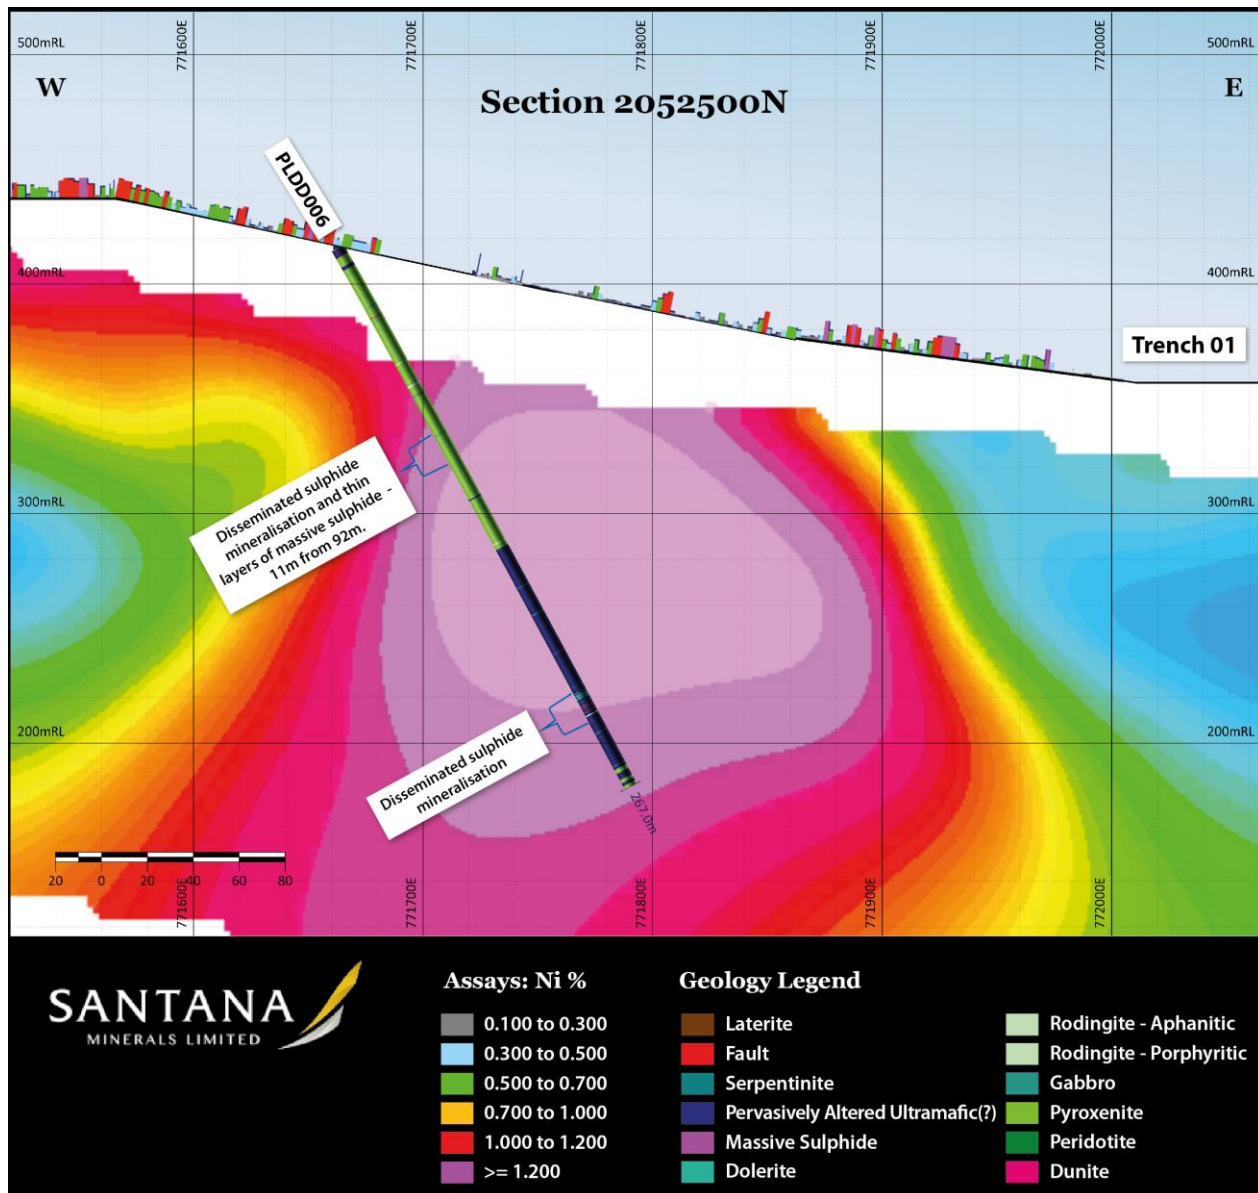 500mRL
771600E
771700E
771800E
771900E
772000E
500mRL
W
E
Section 2052500N
PLDD006
400mRL
400mRL
Trench 01
Disseminated sulphide
mineralisation and thin
layers of massive sulphide -
11m from 92m.
300mRL
300mRL
200mRL
200mRL
Disseminated sulphide
mineralisation
267.0m
20 0 20 40 60 80
771600E
771700E
771800E
771900E
772000E
SANTANA
MINERALS LIMITED
Assays: Ni %
0.100 to 0.300
0.300 to 0.500
0.500 to 0.700
0.700 to 1.000
1.000 to 1.200
>= 1.200
Geology Legend
Laterite
Fault
Serpentinite
Pervasively Altered Ultramafic(?)
Massive Sulphide
Dolerite
Rodingite - Aphanitic
Rodingite - Porphyritic
Gabbro
Pyroxenite
Peridotite
Dunite